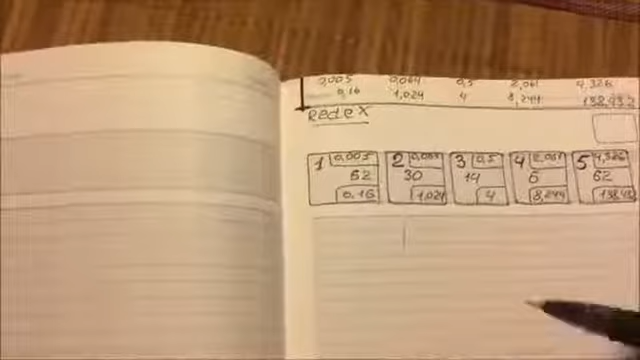 0,005 0,064 0,5 2,061 4,326
0,16 1,024 4 8,244 138,432
Redex
1 0,005 2 0,064 3 0,5 4 2,061 5 4,326
62 30 14 6 62
0,16 1,024 4 8,244 138,43